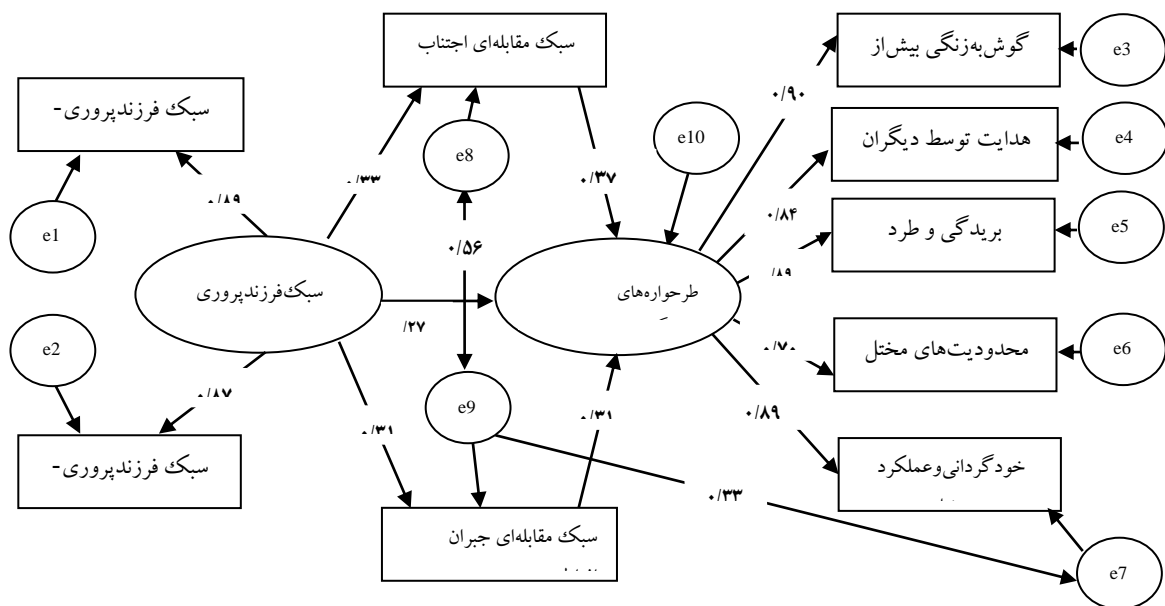 سبک مقابله‌ای اجتناب
گوش‌به‌زنگی بیش‌از
e3
سبک فرزندپروری-
۰/۹۰
هدایت توسط دیگران
e4
e10
e8
۰/۳۳
۰/۳۷
۰/۸۹
۰/۸۴
e1
بریدگی و طرد
e5
۰/۵۶
/۸۹
سبک‌فرزندپروری
طرحواره‌های
/۲۷
e2
۰/۷۰
محدودیت‌های مختل
e6
۰/۸۷
e9
۰/۸۹
۰/۳۱
۰/۳۱
سبک فرزندپروری-
خودگردانی‌وعملکرد
۰/۳۳
سبک مقابله‌ای جبران
e7